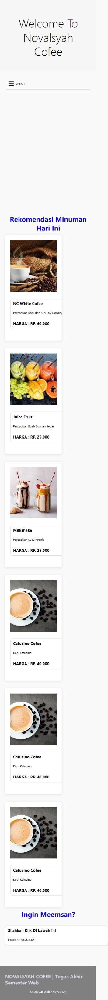 Welcome To
Novalsyah
Cofee
Menu
Rekomendasi Minuman
Hari Ini
NC White Cofee
Perpaduan Kopi dan Susu By
HARGA : RP. 40.000
Juice Fruit
Perpaduan Buah Buahan Segar
HARGA : RP. 25.000
Milkshake
Perpaduan Susu Kocok
HARGA : RP. 25.000
Cafucino Cofee
Kopi Kafucino
HARGA : RP. 40.000
Cafucino Cofee
Kopi Kafucino
HARGA : RP. 40.000
Cafucino Cofee
Kopi Kafucino
HARGA : RP. 40.000
Ingin Meemsan?
Silahkan Klik Di bawah ini
Pesan Ke Novalsyah
NOVALSYAH COFEE | Tugas Akhir
Semester Web
© Dibuat oleh #novalsyah